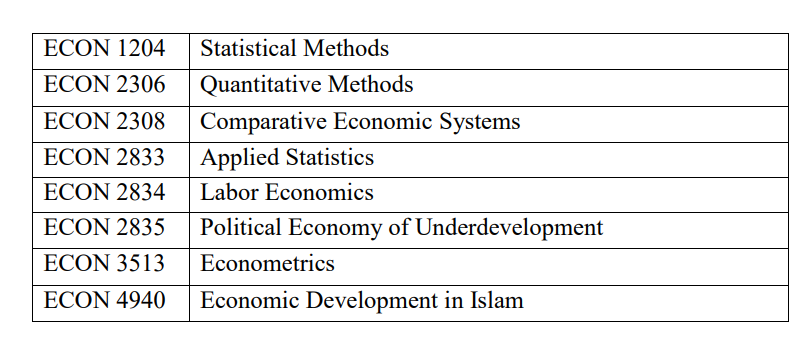 ECON 1204 Statistical Methods
ECON 2306 Quantitative Methods
ECON 2308 Comparative Economic Systems
ECON 2833 Applied Statistics
ECON 2834 Labor Economics
ECON 2835 Political Economy of Underdevelopment
ECON 3513 Econometrics
ECON 4940 Economic Development in Islam